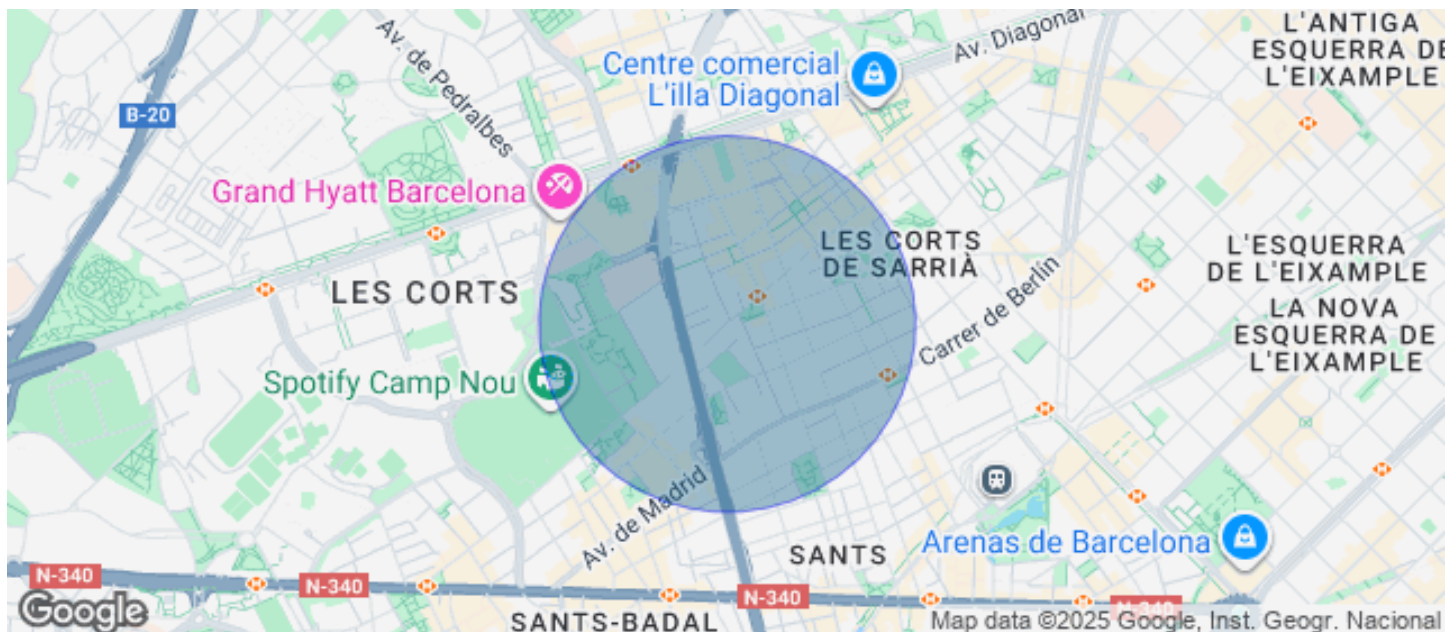 L'ANTIGA
ESQUERRA DE
L'EIXAMPLE
Av. Diagonal
Av. de Pedralbes
Centre comercial
L'illa Diagonal
B-20
Grand Hyatt Barcelona
LES CORTS
DE SARRIÀ
L'ESQUERRA
DE L'EIXAMPLE
LES CORTS
LA NOVA
ESQUERRA DE
L'EIXAMPLE
Carrer de Berlin
Spotify Camp Nou
Av. de Madrid
SANTS
Arenas de Barcelona
N-340
N-340
N-340
N-340
Google
SANTS-BADAL
Map data ©2025 Google, Inst. Geogr. Nacional